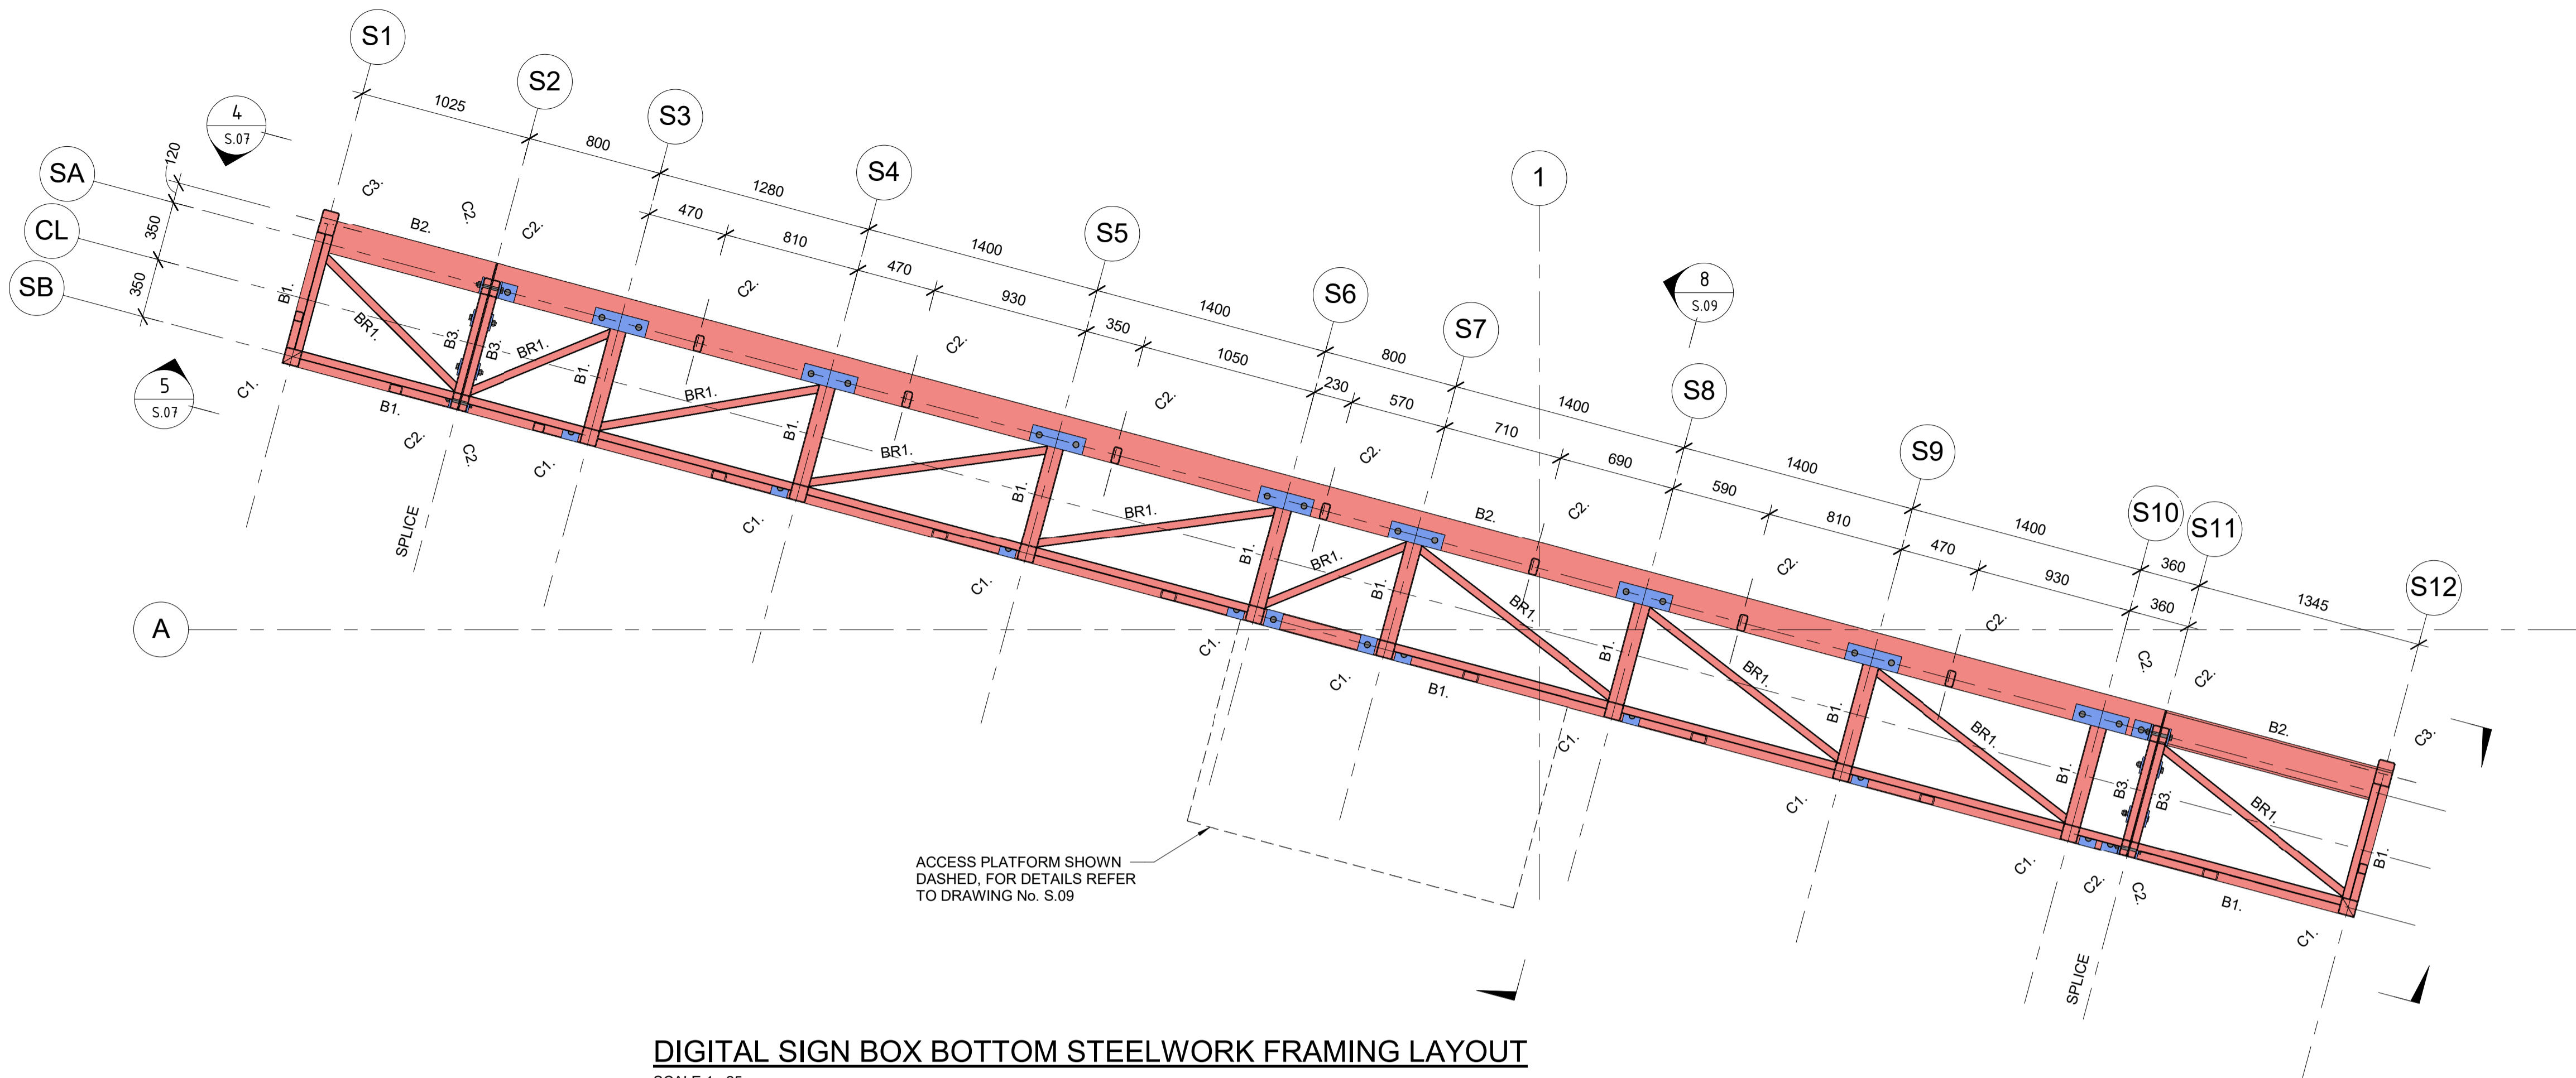 S1
S2
S3
S4
S5
S6
S7
S8
S9
S10
S11
S12
1
SA
CL
SB
A
4
S.07
5
S.07
8
S.09
120
350
350
1025
800
1280
1400
1400
800
1400
1400
1400
360
1345
470
810
470
930
350
1050
230
570
710
690
590
810
470
930
360
C3.
C2.
C2.
C2.
C2.
C2.
C2.
C2.
C2.
C2.
C2.
C2.
C3.
B2.
B2.
B2.
B1.
BR1.
B3.
B3.
BR1.
B1.
BR1.
B1.
BR1.
B1.
BR1.
B1.
BR1.
B1.
BR1.
B1.
BR1.
B1.
BR1.
B1.
B3.
B3.
BR1.
B1.
B1.
B1.
B1.
C1.
C2.
C2.
C1.
C1.
C1.
C1.
C1.
C1.
C1.
C1.
C2.
C2.
C1.
SPLICE
SPLICE
ACCESS PLATFORM SHOWN
DASHED, FOR DETAILS REFER
TO DRAWING No. S.09
DIGITAL SIGN BOX BOTTOM STEELWORK FRAMING LAYOUT